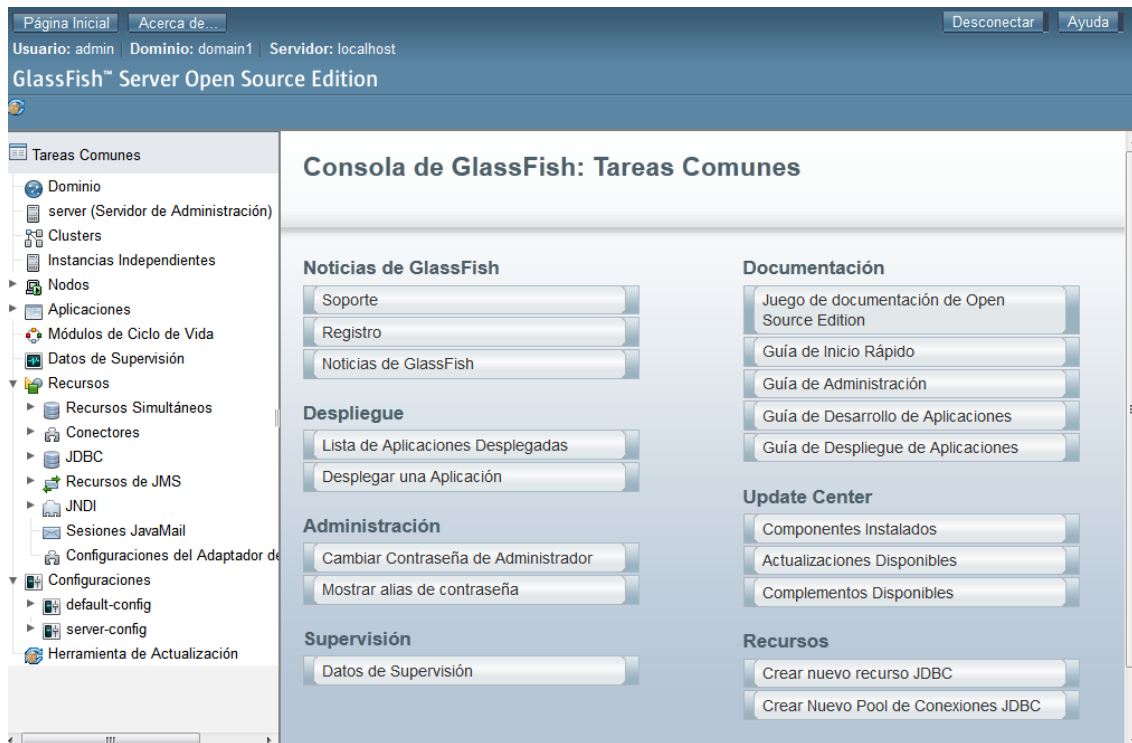 Página Inicial Acerca de...
Desconectar Ayuda
Usuario: admin Dominio: domain1 Servidor: localhost
GlassFish™ Server Open Source Edition
Tareas Comunes
Dominio
server (Servidor de Administración)
Clusters
Instancias Independientes
Nodos
Aplicaciones
Módulos de Ciclo de Vida
Datos de Supervisión
Recursos
Recursos Simultáneos
Conectores
JDBC
Recursos de JMS
JNDI
Sesiones JavaMail
Configuraciones del Adaptador de
Configuraciones
default-config
server-config
Herramienta de Actualización
Consola de GlassFish: Tareas Comunes
Noticias de GlassFish
Soporte
Registro
Noticias de GlassFish
Despliegue
Lista de Aplicaciones Desplegadas
Desplegar una Aplicación
Administración
Cambiar Contraseña de Administrador
Mostrar alias de contraseña
Supervisión
Datos de Supervisión
Documentación
Juego de documentación de Open
Source Edition
Guía de Inicio Rápido
Guía de Administración
Guía de Desarrollo de Aplicaciones
Guía de Despliegue de Aplicaciones
Update Center
Componentes Instalados
Actualizaciones Disponibles
Complementos Disponibles
Recursos
Crear nuevo recurso JDBC
Crear Nuevo Pool de Conexiones JDBC